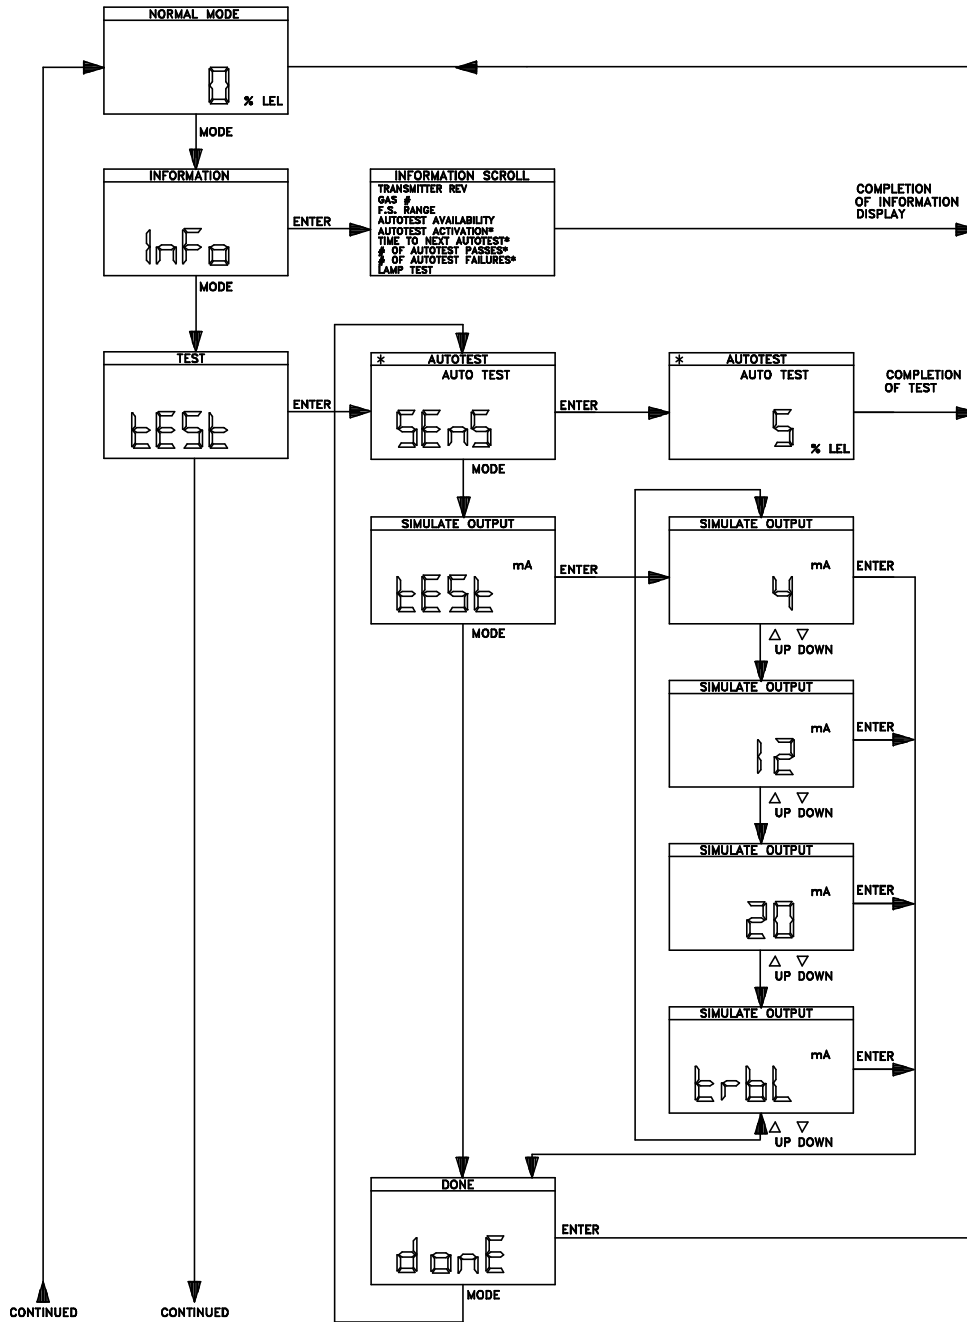 NORMAL MODE
0
% LEL
MODE
INFORMATION
InFo
ENTER
MODE
INFORMATION SCROLL
TRANSMITTER REV
GAS #
F.S. RANGE
AUTOTEST AVAILABILITY
AUTOTEST ACTIVATION*
TIME TO NEXT AUTOTEST*
# OF AUTOTEST PASSES*
# OF AUTOTEST FAILURES*
LAMP TEST
COMPLETION
OF INFORMATION
DISPLAY
TEST
tESt
ENTER
* AUTOTEST
AUTO TEST
SEnS
ENTER
MODE
* AUTOTEST
AUTO TEST
5
% LEL
COMPLETION
OF TEST
SIMULATE OUTPUT
mA
tESt
ENTER
MODE
SIMULATE OUTPUT
mA
4
ENTER
△ ▽
UP DOWN
SIMULATE OUTPUT
mA
12
ENTER
△ ▽
UP DOWN
SIMULATE OUTPUT
mA
20
ENTER
△ ▽
UP DOWN
SIMULATE OUTPUT
mA
trbL
ENTER
△ ▽
UP DOWN
DONE
donE
ENTER
MODE
CONTINUED
CONTINUED